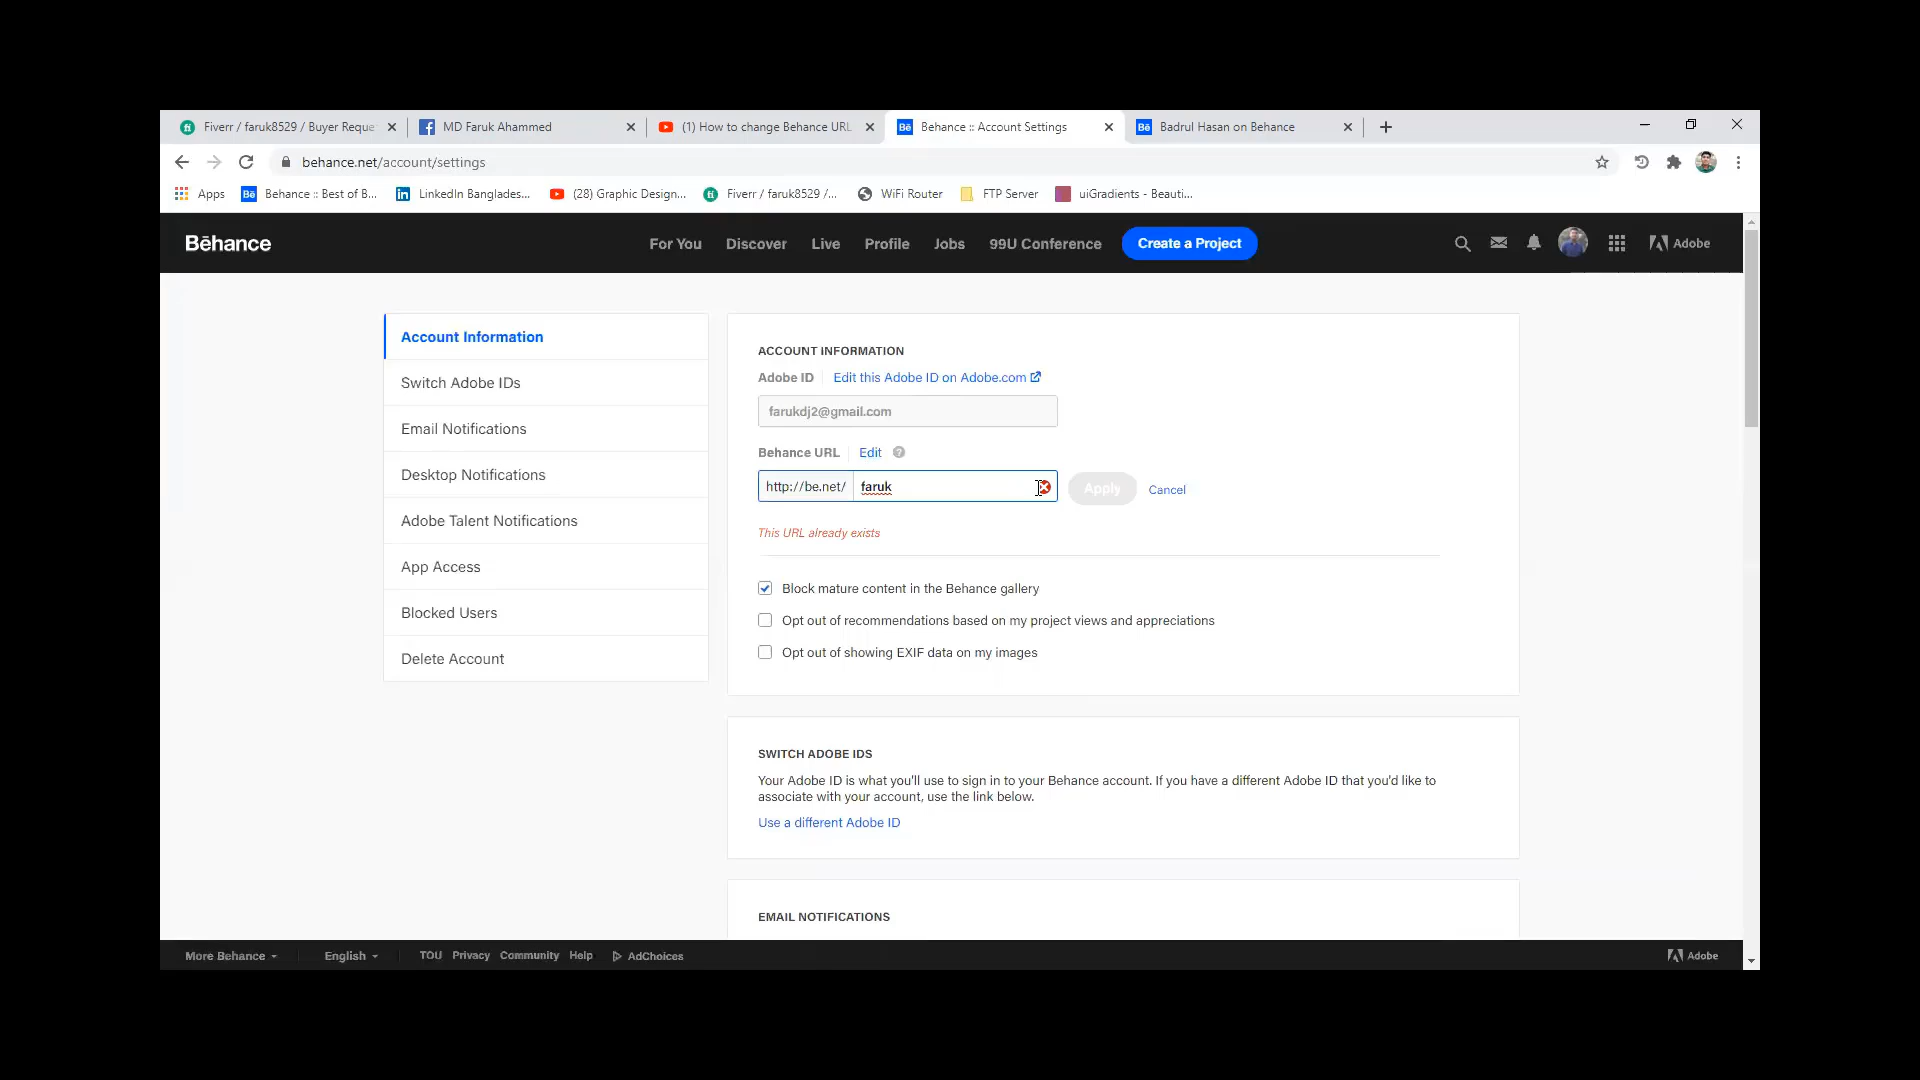 Fiverr / faruk8529 / Buyer Reque
MD Faruk Ahammed
(1) How to change Behance URL
Behance :: Account Settings
Badrul Hasan on Behance
behance.net/account/settings
Apps
Behance :: Best of B...
LinkedIn Banglades...
(28) Graphic Design...
Fiverr / faruk8529 /...
WiFi Router
FTP Server
uiGradients - Beauti...
Bēhance
For You
Discover
Live
Profile
Jobs
99U Conference
Create a Project
Adobe
Account Information
Switch Adobe IDs
Email Notifications
Desktop Notifications
Adobe Talent Notifications
App Access
Blocked Users
Delete Account
ACCOUNT INFORMATION
Adobe ID
Edit this Adobe ID on Adobe.com
farukdj2@gmail.com
Behance URL
Edit
?
http://be.net/
faruk
Apply
Cancel
This URL already exists
Block mature content in the Behance gallery
Opt out of recommendations based on my project views and appreciations
Opt out of showing EXIF data on my images
SWITCH ADOBE IDS
Your Adobe ID is what you'll use to sign in to your Behance account. If you have a different Adobe ID that you'd like to
associate with your account, use the link below.
Use a different Adobe ID
EMAIL NOTIFICATIONS
More Behance
English
TOU
Privacy
Community
Help
AdChoices
Adobe